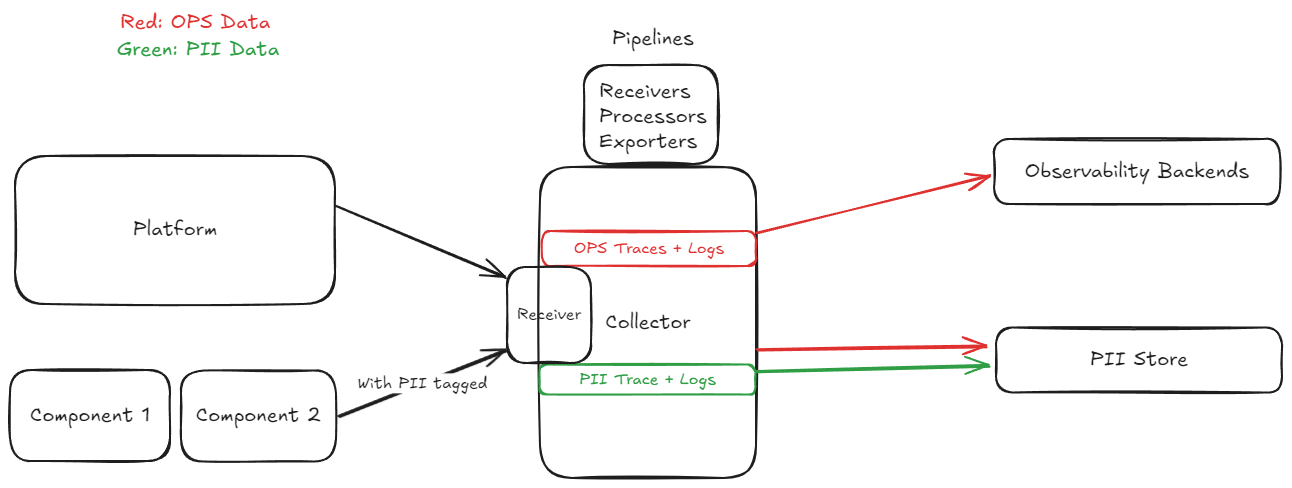 Red: OPS Data
Green: PII Data
Pipelines
Receivers
Processors
Exporters
Observability Backends
Platform
OPS Traces + Logs
Receiver
Collector
PII Store
With PII tagged
PII Trace + Logs
Component 1
Component 2